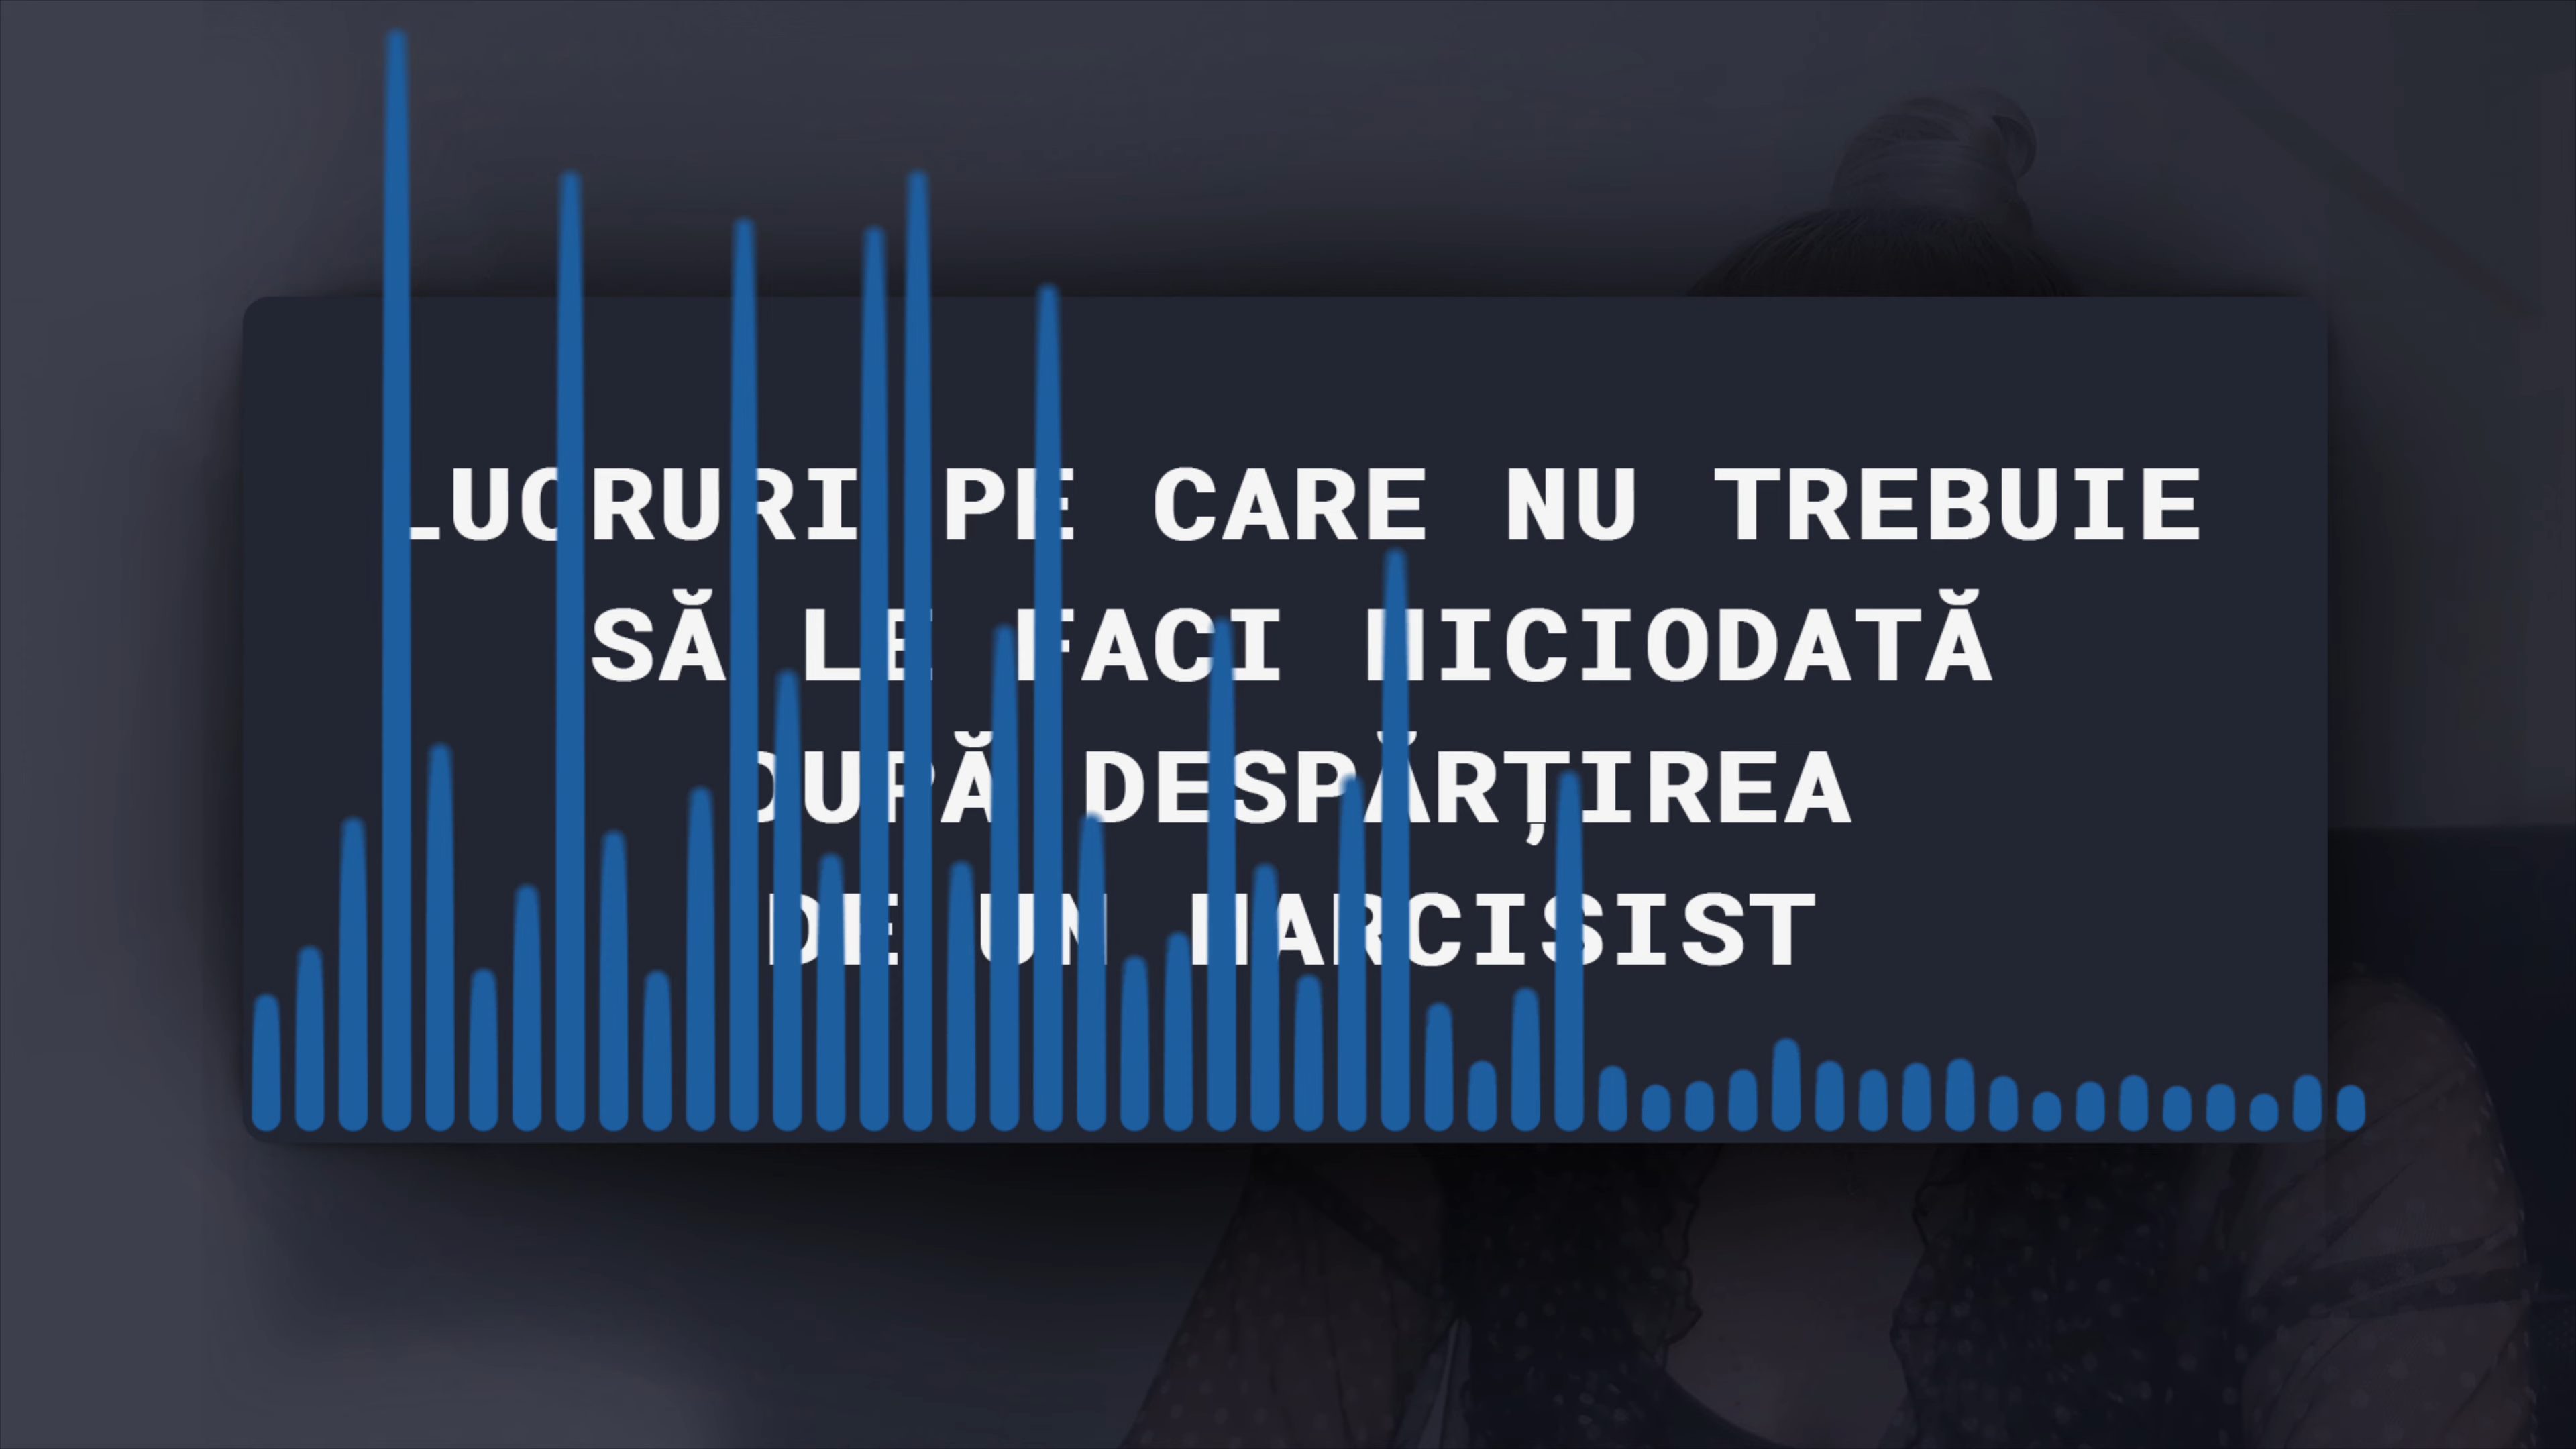 LUCRURI PE CARE NU TREBUIE
SĂ LE FACI NICIODATĂ
DUPĂ DESPĂRȚIREA
DE UN NARCISIST